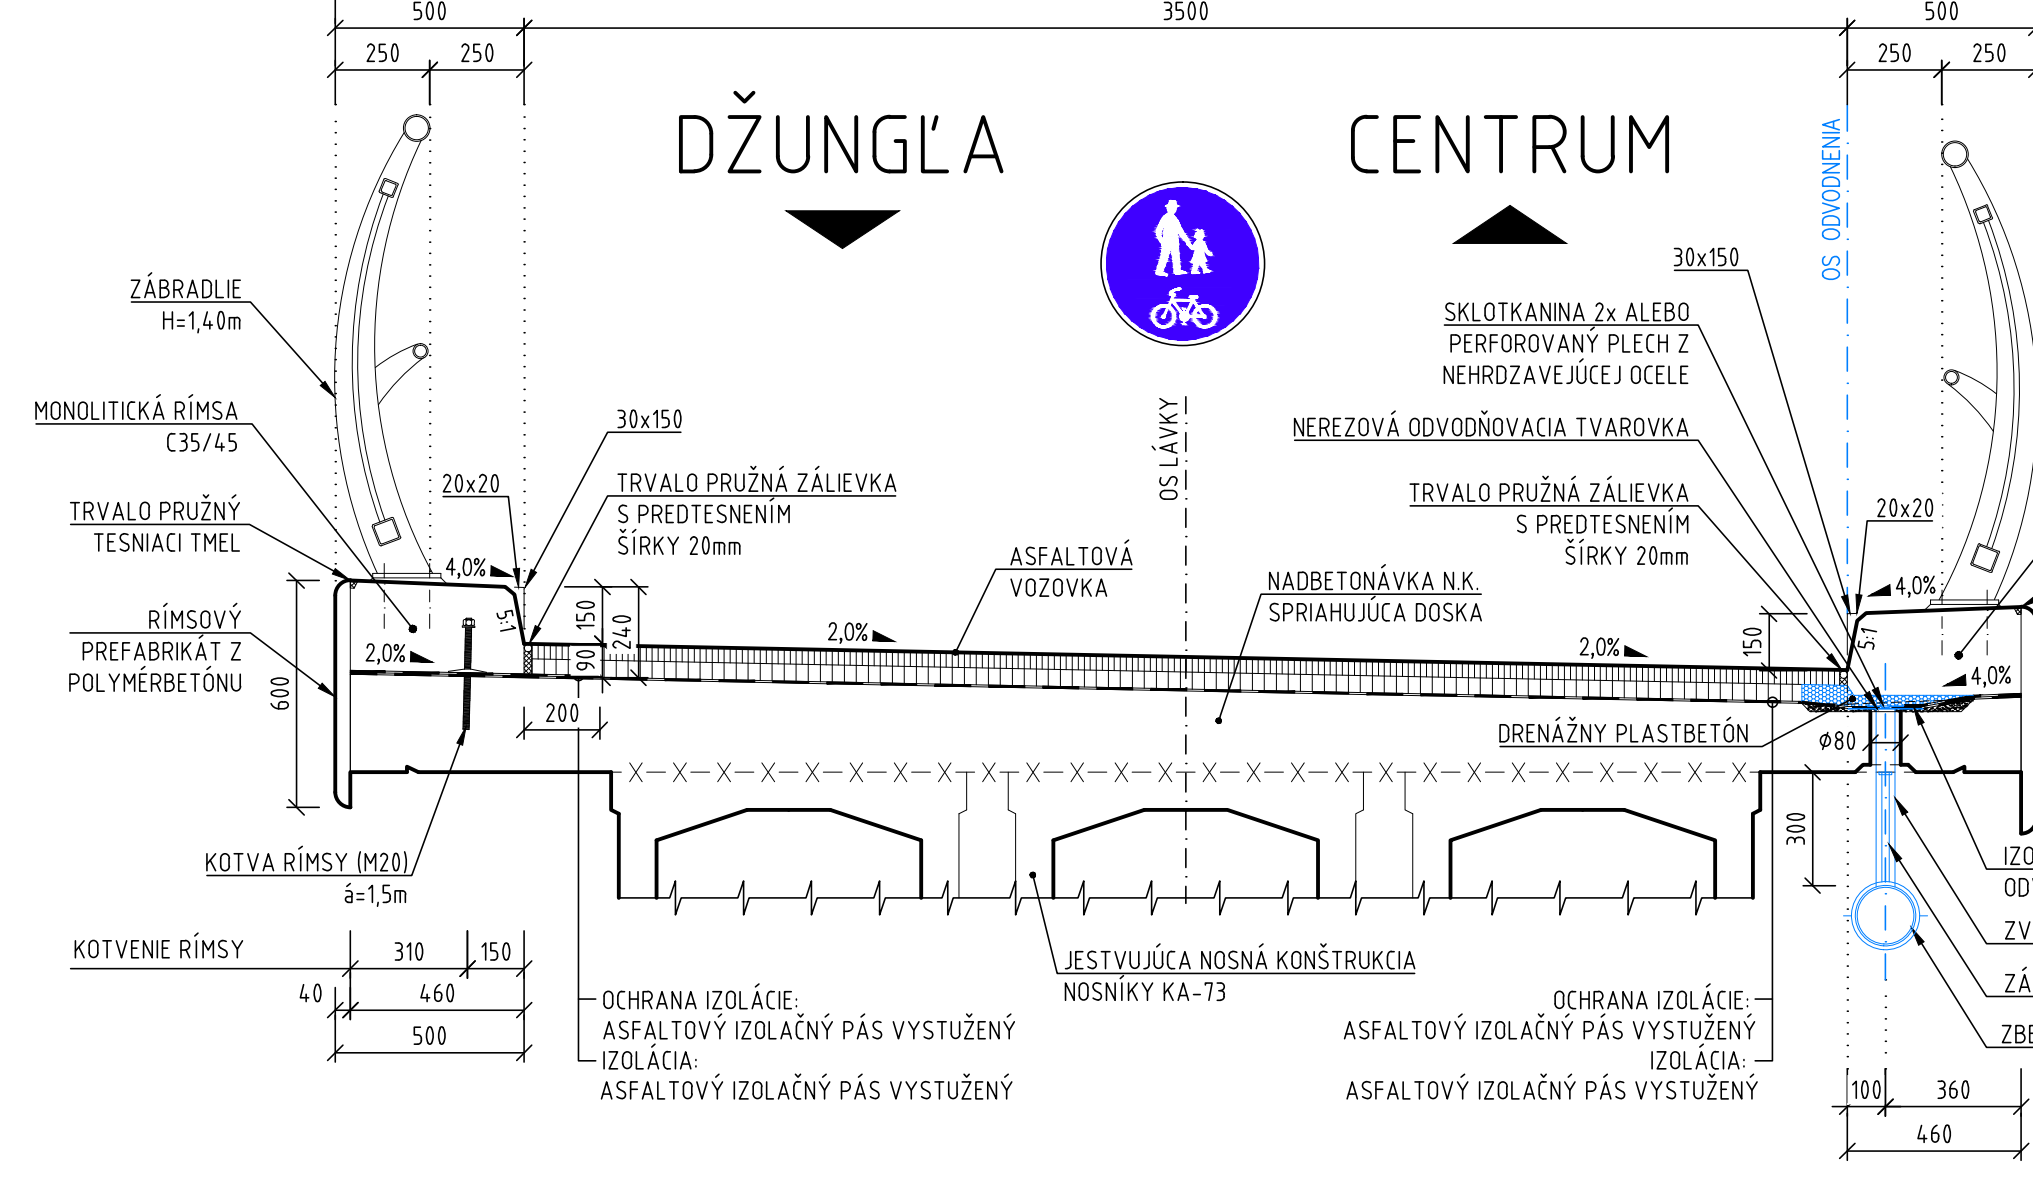 500
3500
500
250
250
250
250
DŽUNGĽA
CENTRUM
OS ODVODNENIA
30x150
ZÁBRADLIE
H=1,40m
SKLOTKANINA 2x ALEBO
PERFOROVANÝ PLECH Z
NEHRDZAVEJÚCEJ OCELE
MONOLITICKÁ RÍMSA
C35/45
30x150
NEREZOVÁ ODVODŇOVACIA TVAROVKA
OS LÁVKY
20x20
TRVALO PRUŽNÁ ZÁLIEVKA
S PREDTESNENÍM
ŠÍRKY 20mm
TRVALO PRUŽNÁ ZÁLIEVKA
S PREDTESNENÍM
ŠÍRKY 20mm
20x20
TRVALO PRUŽNÝ
TESNIACI TMEL
4,0%
ASFALTOVÁ
VOZOVKA
NADBETONÁVKA N.K.
SPRIAHUJÚCA DOSKA
4,0%
RÍMSOVÝ
PREFABRIKÁT Z
POLYMÉRBETÓNU
5:1
150
240
90
2,0%
2,0%
2,0%
150
5:1
4,0%
600
200
DRENÁŽNY PLASTBETÓN
Φ80
300
KOTVA RÍMSY (M20)
á=1,5m
IZO
ODV
ZV
KOTVENIE RÍMSY
310
150
JESTVUJÚCA NOSNÁ KONŠTRUKCIA
NOSNÍKY KA-73
ZÁ
40
460
OCHRANA IZOLÁCIE:
ASFALTOVÝ IZOLAČNÝ PÁS VYSTUŽENÝ
IZOLÁCIA:
ASFALTOVÝ IZOLAČNÝ PÁS VYSTUŽENÝ
OCHRANA IZOLÁCIE:
ASFALTOVÝ IZOLAČNÝ PÁS VYSTUŽENÝ
IZOLÁCIA:
ASFALTOVÝ IZOLAČNÝ PÁS VYSTUŽENÝ
ZBE
500
100
360
460